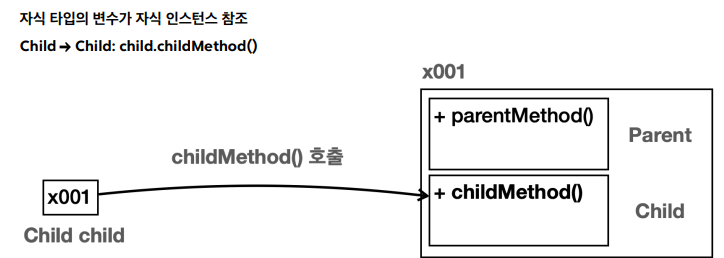 자식 타입의 변수가 자식 인스턴스 참조
Child → Child: child.childMethod()
x001
+ parentMethod()
Parent
childMethod() 호출
x001
+ childMethod()
Child
Child child